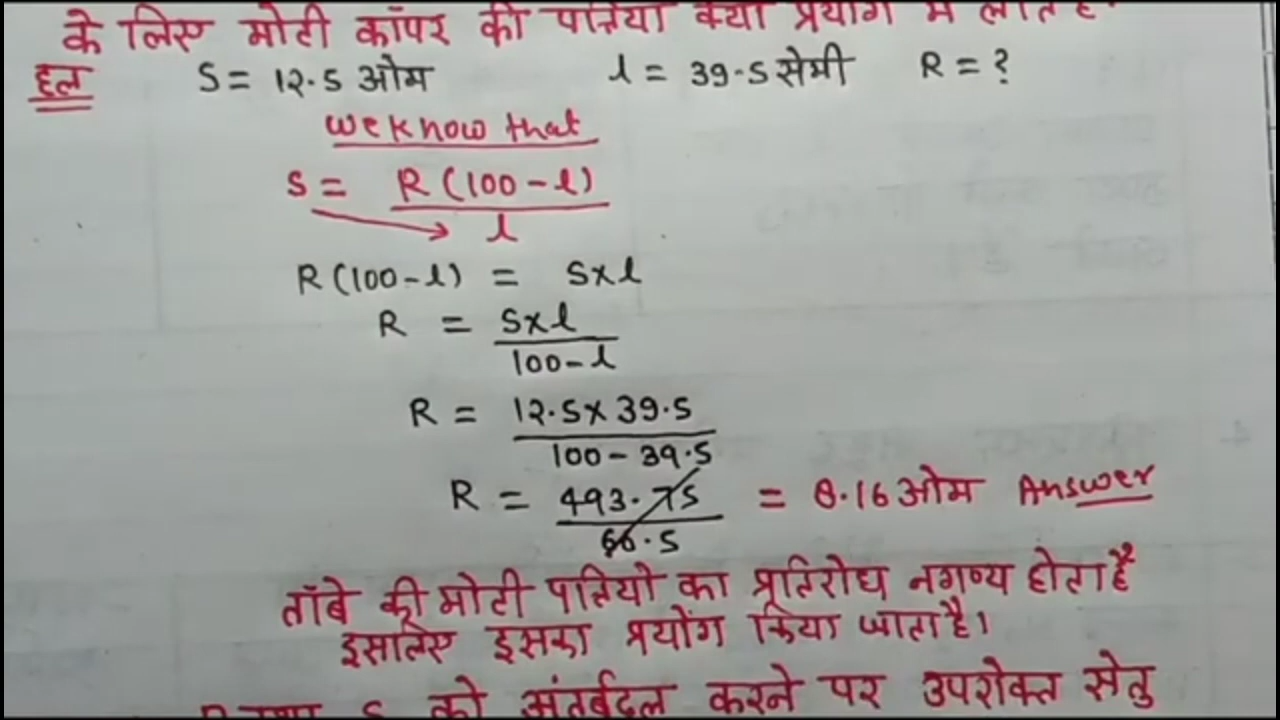 के लिए मोटी कॉपर की पत्तियां क्यों प्रयोग में लाते है
हल S = 12.5 ओम l = 39.5 सेमी R = ?
we know that
S = R (100 - l)
l
R (100 - l) = S x l
R = S x l
100 - l
R = 12.5 x 39.5
100 - 39.5
R = 493.75 = 8.16 ओम Answer
60.5
ताँबे की मोटी पत्तियो का प्रतिरोध नगण्य होता है
इसलिए इसका प्रयोंग किया जाता है।
S को अंतर्बदल करने पर उपरोक्त सेतु